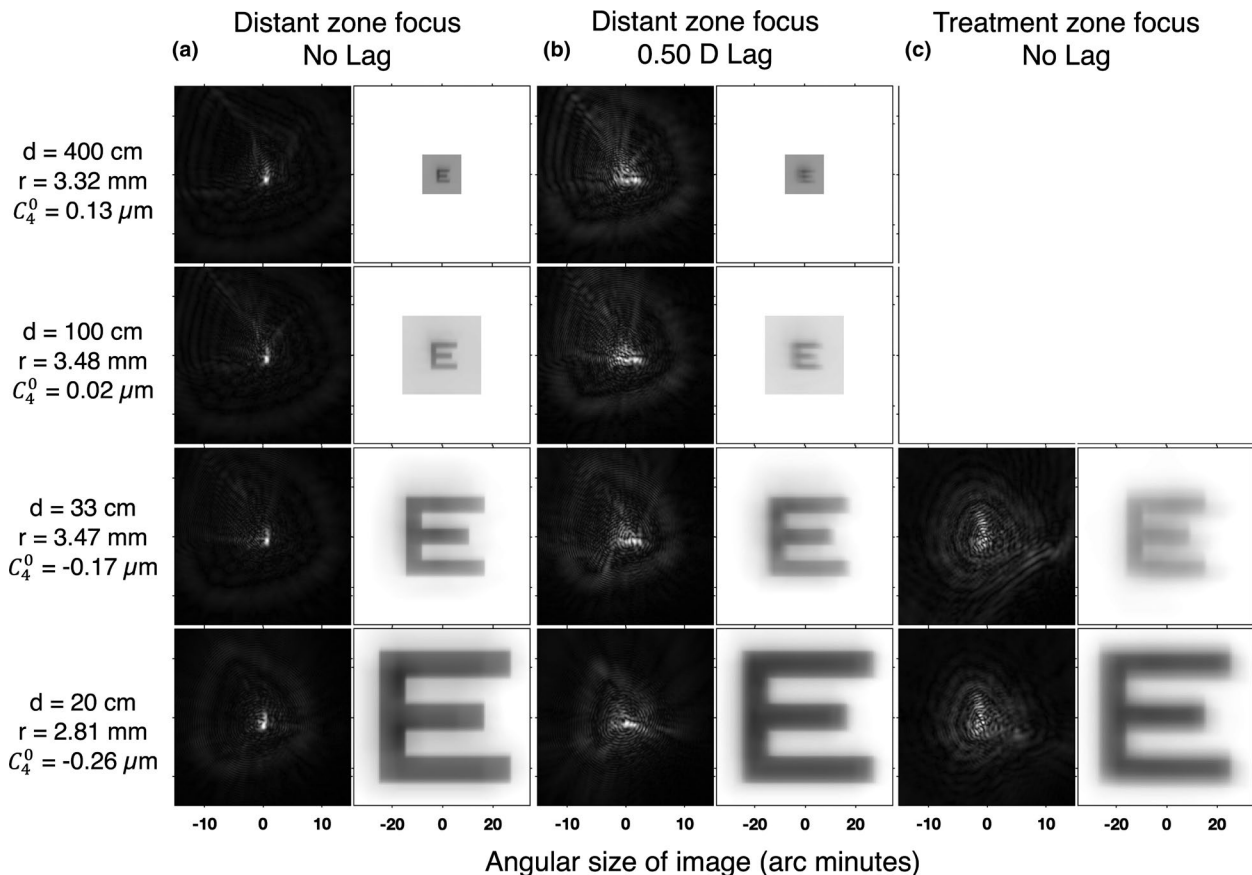 Distant zone focus
No Lag
Distant zone focus
0.50 D Lag
Treatment zone focus
No Lag
(a)
(b)
(c)
d = 400 cm
r = 3.32 mm
C₄⁰ = 0.13 µm
E
E
d = 100 cm
r = 3.48 mm
C₄⁰ = 0.02 µm
E
E
d = 33 cm
r = 3.47 mm
C₄⁰ = -0.17 µm
E
E
E
d = 20 cm
r = 2.81 mm
C₄⁰ = -0.26 µm
E
E
E
-10 0 10 -20 0 20 -10 0 10 -20 0 20 -10 0 10 -20 0 20
Angular size of image (arc minutes)